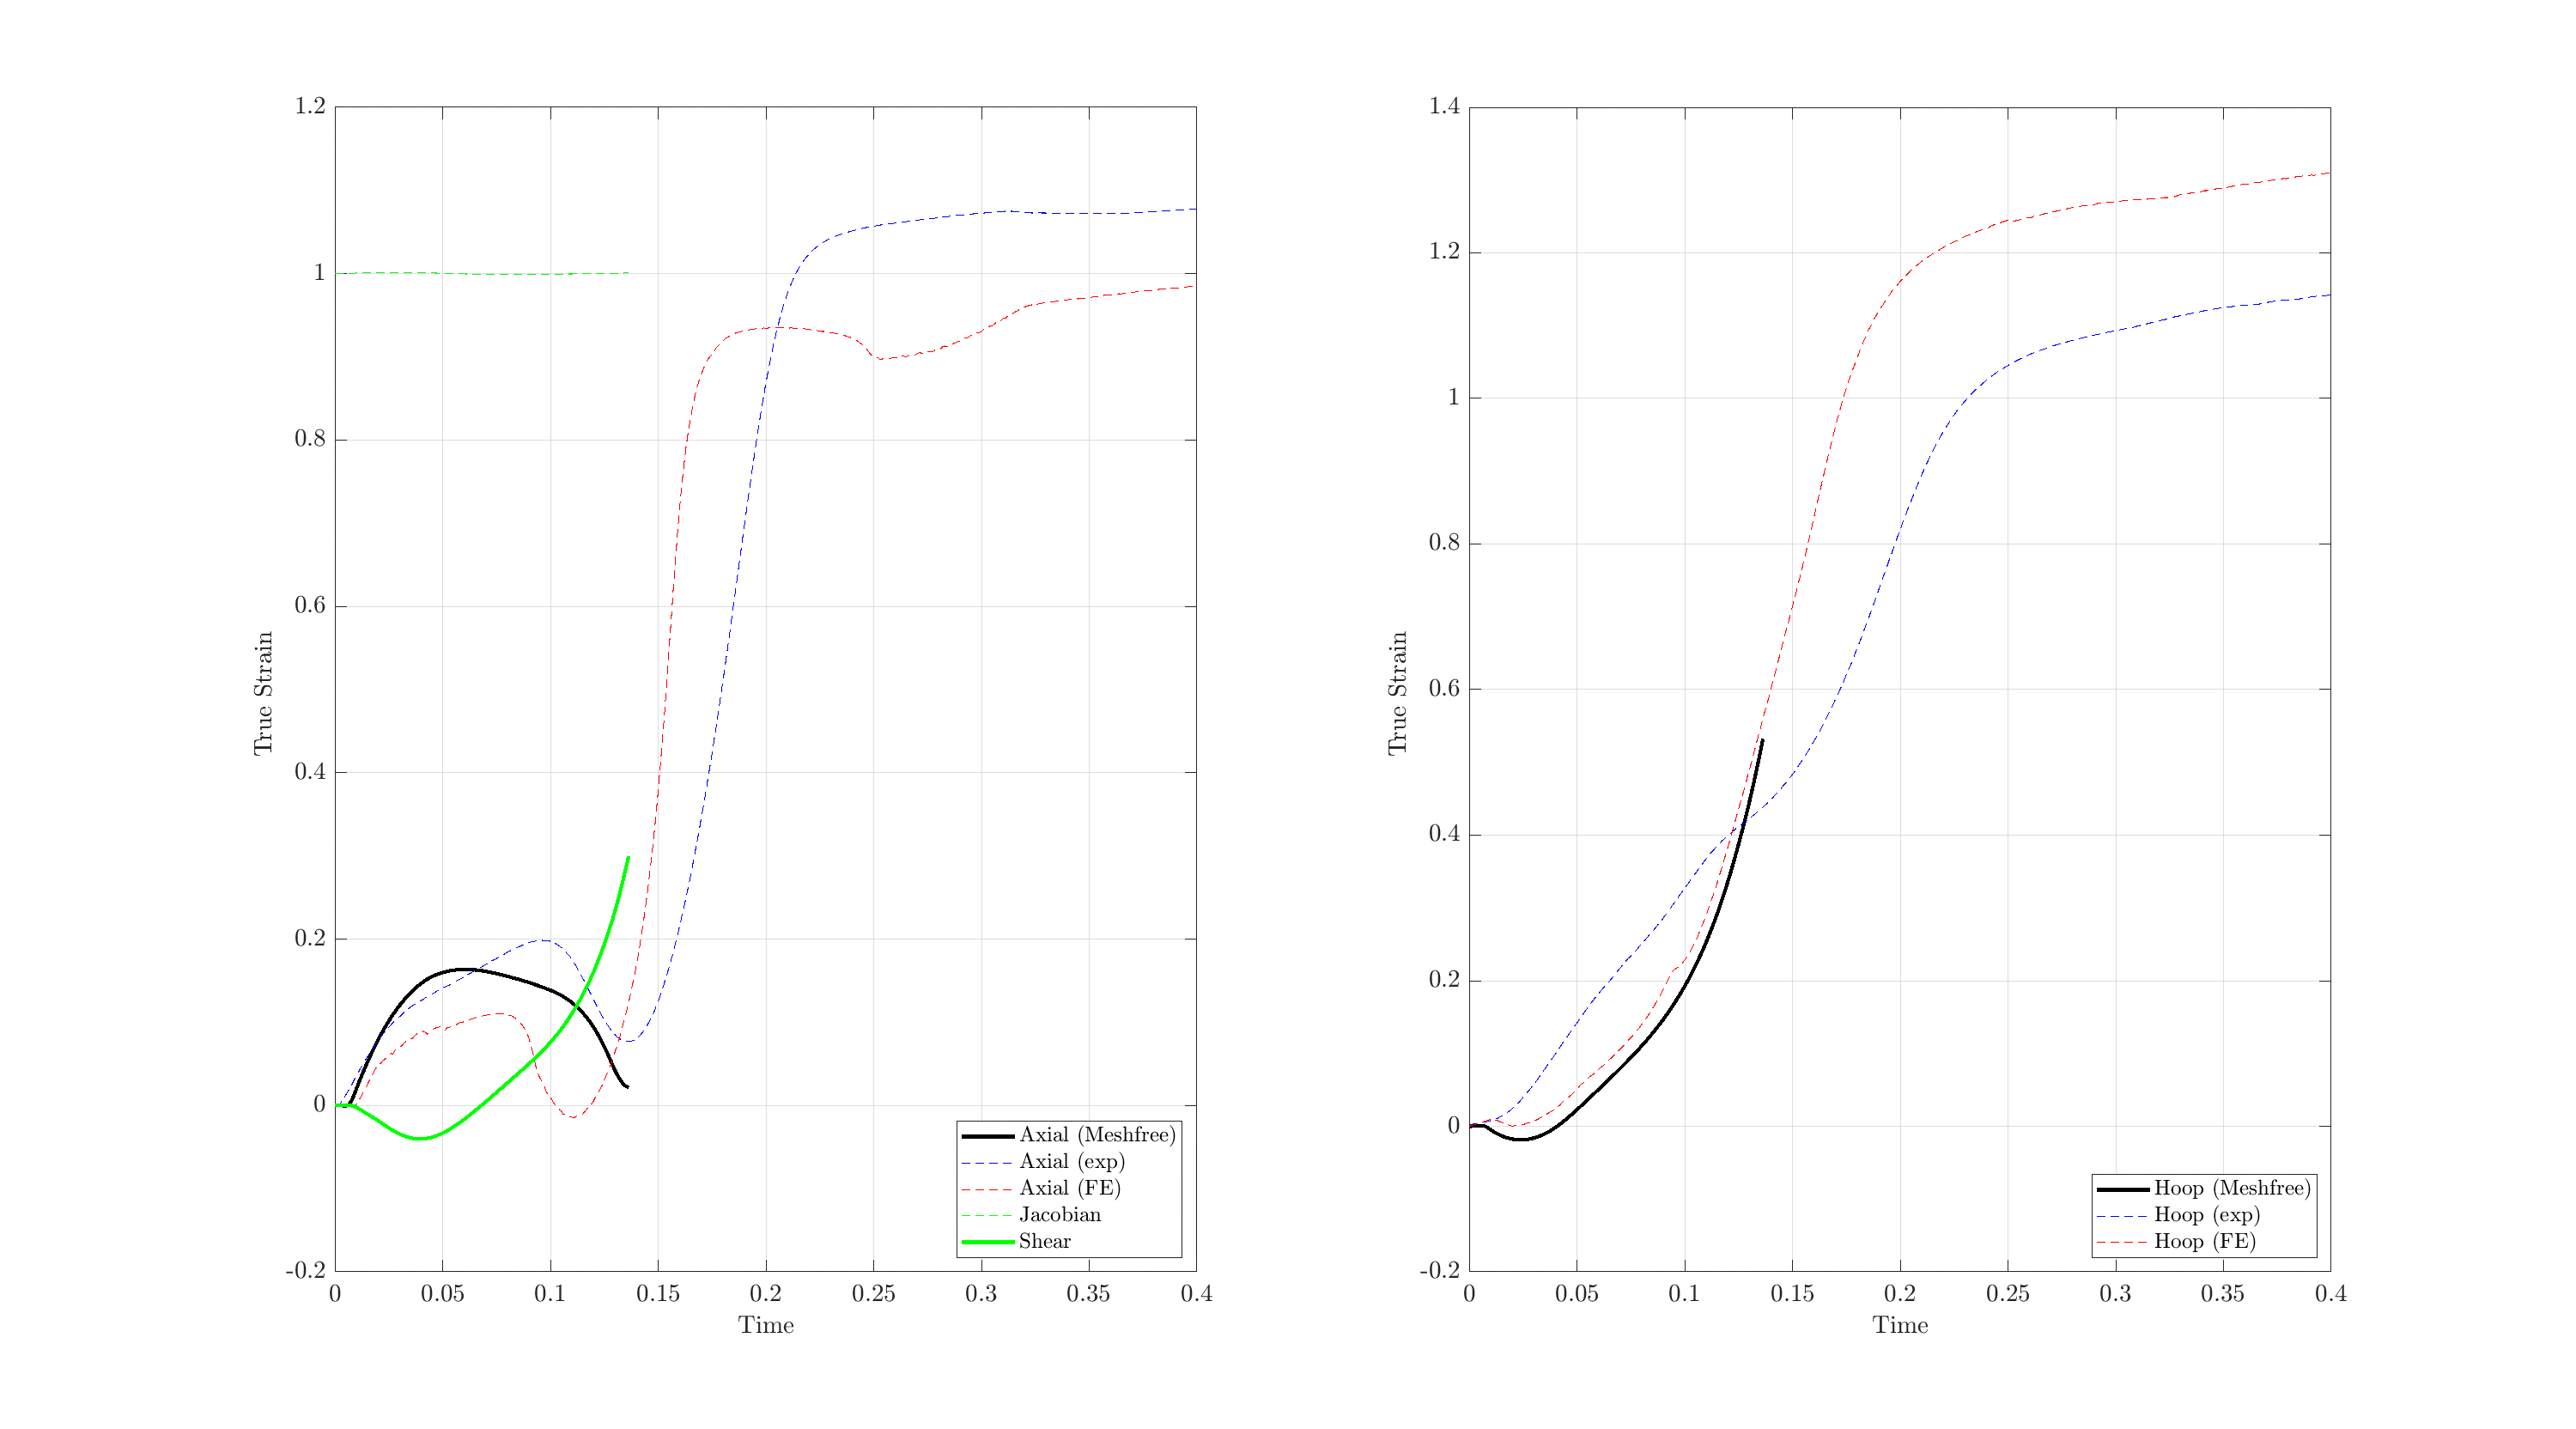 1.2
1
0.8
0.6
0.4
0.2
0
-0.2
True Strain
0 0.05 0.1 0.15 0.2 0.25 0.3 0.35 0.4
Time
Axial (Meshfree)
Axial (exp)
Axial (FE)
Jacobian
Shear
1.4
1.2
1
0.8
0.6
0.4
0.2
0
-0.2
True Strain
0 0.05 0.1 0.15 0.2 0.25 0.3 0.35 0.4
Time
Hoop (Meshfree)
Hoop (exp)
Hoop (FE)